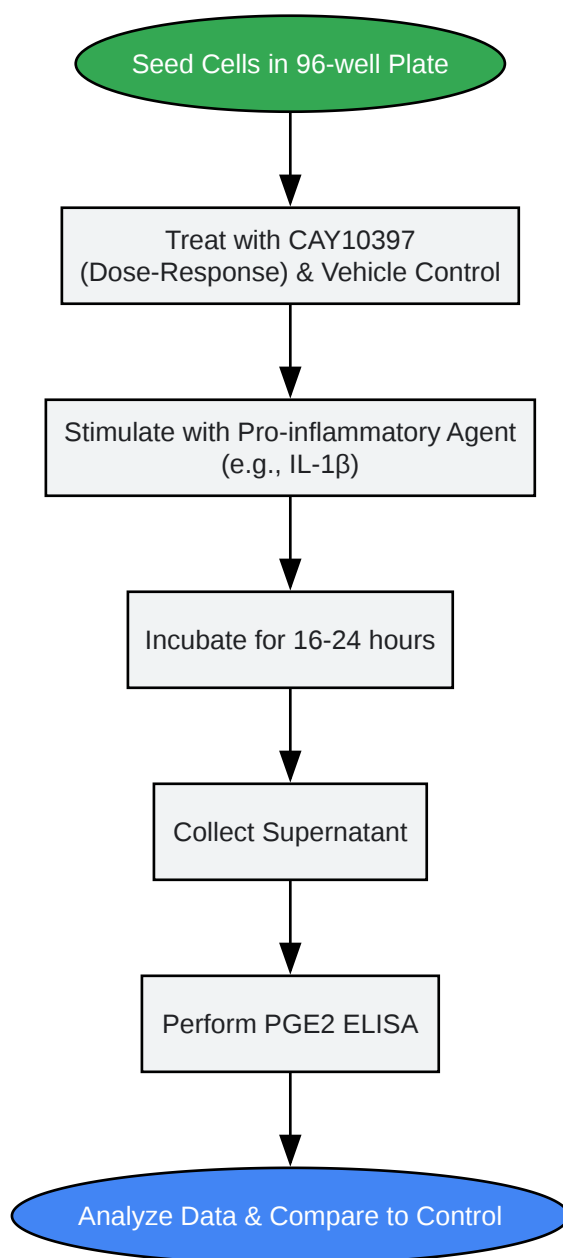 Seed Cells in 96-well Plate
Treat with CAY10397
(Dose-Response) & Vehicle Control
Stimulate with Pro-inflammatory Agent
(e.g., IL-1β)
Incubate for 16-24 hours
Collect Supernatant
Perform PGE2 ELISA
Analyze Data & Compare to Control